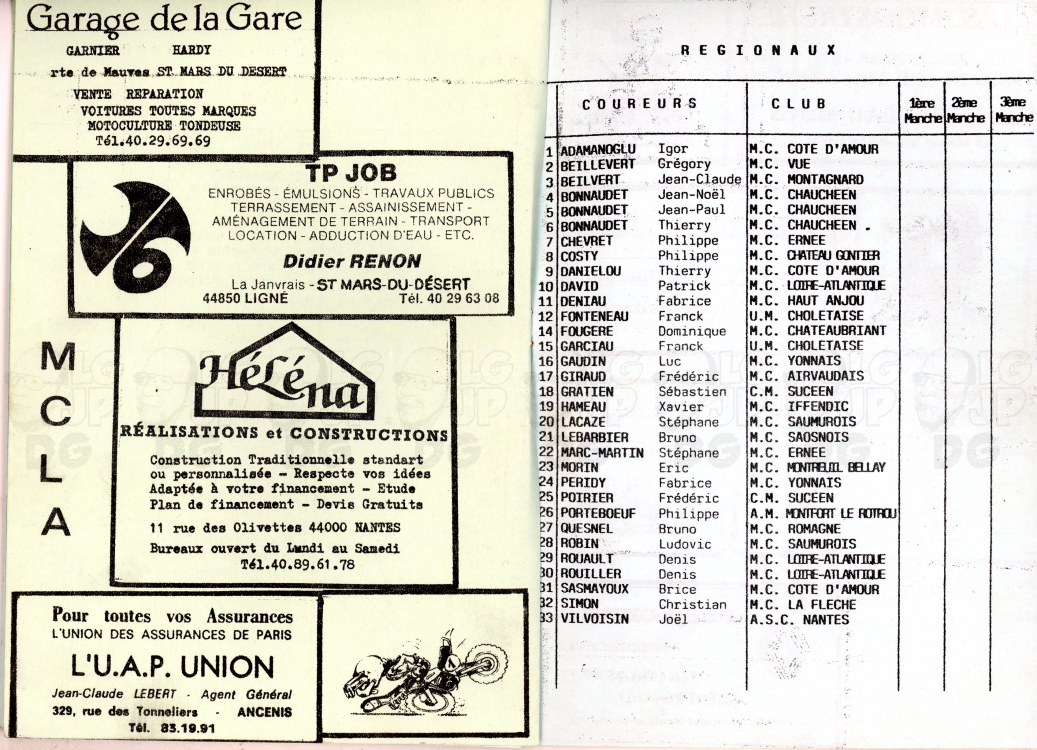 Garage de la Gare
GARNIER HARDY
rte de Mauves ST MARS DU DESERT
VENTE REPARATION
VOITURES TOUTES MARQUES
MOTOCULTURE TONDEUSE
Tél.40.29.69.69
TP JOB
ENROBÉS - ÉMULSIONS - TRAVAUX PUBLICS
TERRASSEMENT - ASSAINISSEMENT -
AMÉNAGEMENT DE TERRAIN - TRANSPORT
LOCATION - ADDUCTION D'EAU - ETC.
Didier RENON
La Janvrais - ST MARS-DU-DÉSERT
44850 LIGNÉ Tél. 40 29 63 08
M
C
L
A
HéLéna
RÉALISATIONS et CONSTRUCTIONS
Construction Traditionnelle standart
ou personnalisée - Respecte vos idées
Adaptée à votre financement - Etude
Plan de financement - Devis Gratuits
11 rue des Olivettes 44000 NANTES
Bureaux ouvert du Lundi au Samedi
Tél.40.89.61.78
Pour toutes vos Assurances
L'UNION DES ASSURANCES DE PARIS
L'U.A.P. UNION
Jean-Claude LEBERT - Agent Général
329, rue des Tonneliers - ANCENIS
Tél. 83.19.91
REGIONAUX
COUREURS CLUB 1ère Manche 2ème Manche 3ème Manche
1 ADAMANOGLU Igor M.C. COTE D'AMOUR
2 BEILLEVERT Grégory M.C. VUE
3 BEILVERT Jean-Claude M.C. MONTAGNARD
4 BONNAUDET Jean-Noël M.C. CHAUCHEEN
5 BONNAUDET Jean-Paul M.C. CHAUCHEEN
6 BONNAUDET Thierry M.C. CHAUCHEEN .
7 CHEVRET Philippe M.C. ERNEE
8 COSTY Philippe M.C. CHATEAU GONTIER
9 DANIELOU Thierry M.C. COTE D'AMOUR
10 DAVID Patrick M.C. LOIRE-ATLANTIQUE
11 DENIAU Fabrice M.C. HAUT ANJOU
12 FONTENEAU Franck U.M. CHOLETAISE
14 FOUGERE Dominique M.C. CHATEAUBRIANT
15 GARCIAU Franck U.M. CHOLETAISE
16 GAUDIN Luc M.C. YONNAIS
17 GIRAUD Frédéric M.C. AIRVAUDAIS
18 GRATIEN Sébastien C.M. SUCEEN
19 HAMEAU Xavier M.C. IFFENDIC
20 LACAZE Stéphane M.C. SAUMUROIS
21 LEBARBIER Bruno M.C. SAOSNOIS
22 MARC-MARTIN Stéphane M.C. ERNEE
23 MORIN Eric M.C. MONTREUIL BELLAY
24 PERIDY Fabrice M.C. YONNAIS
25 POIRIER Frédéric C.M. SUCEEN
26 PORTEBOEUF Philippe A.M. MONTFORT LE ROTROU
27 QUESNEL Bruno M.C. ROMAGNE
28 ROBIN Ludovic M.C. SAUMUROIS
29 ROUAULT Denis M.C. LOIRE-ATLANTIQUE
30 ROUILLER Denis M.C. LOIRE-ATLANTIQUE
31 SASMAYOUX Brice M.C. COTE D'AMOUR
32 SIMON Christian M.C. LA FLECHE
33 VILVOISIN Joël A.S.C. NANTES